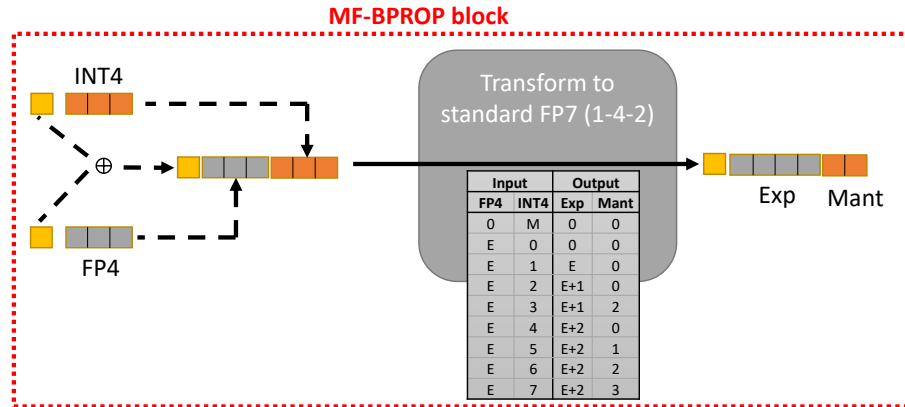 MF-BPROP block
INT4
⊕
FP4
Transform to
standard FP7 (1-4-2)
Input Output
FP4 INT4 Exp Mant
0 M 0 0
E 0 0 0
E 1 E 0
E 2 E+1 0
E 3 E+1 2
E 4 E+2 0
E 5 E+2 1
E 6 E+2 2
E 7 E+2 3
Exp Mant